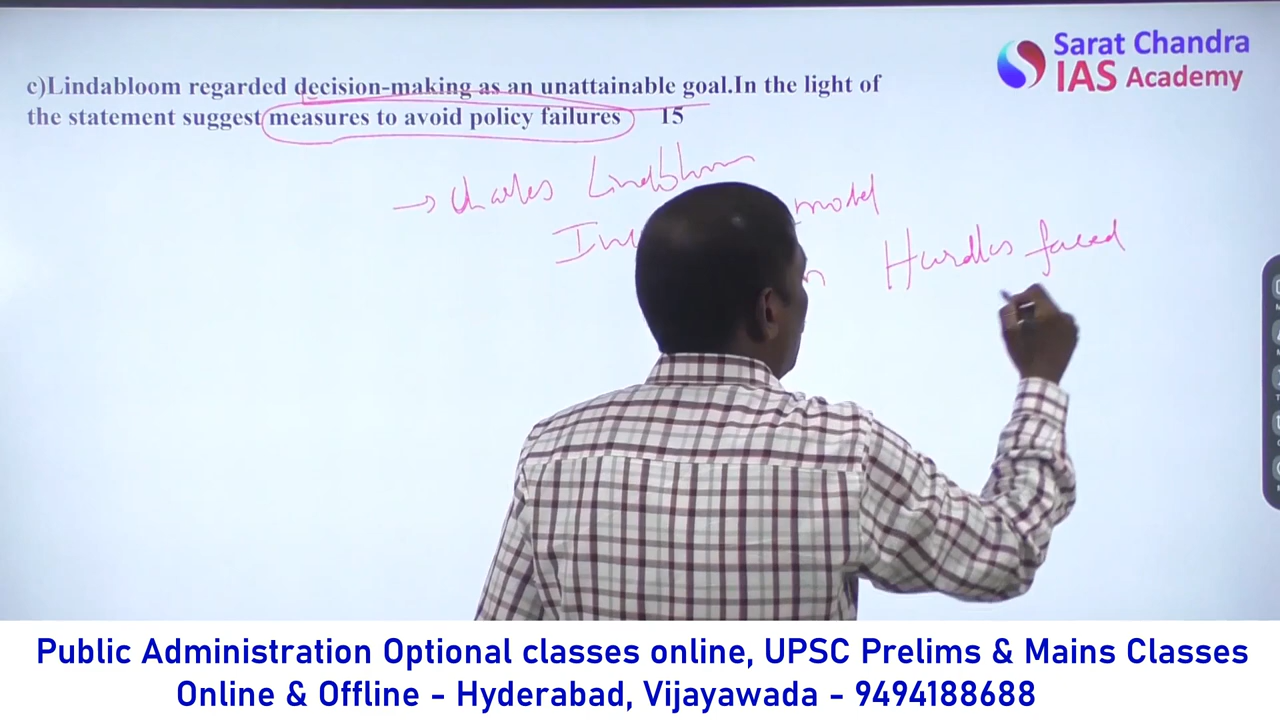 Sarat Chandra
IAS Academy
c)Lindabloom regarded decision-making as an unattainable goal.In the light of
the statement suggest measures to avoid policy failures 15
→ Charles Lindblum
model
Hurdles faced
Public Administration Optional classes online, UPSC Prelims & Mains Classes
Online & Offline - Hyderabad, Vijayawada - 9494188688